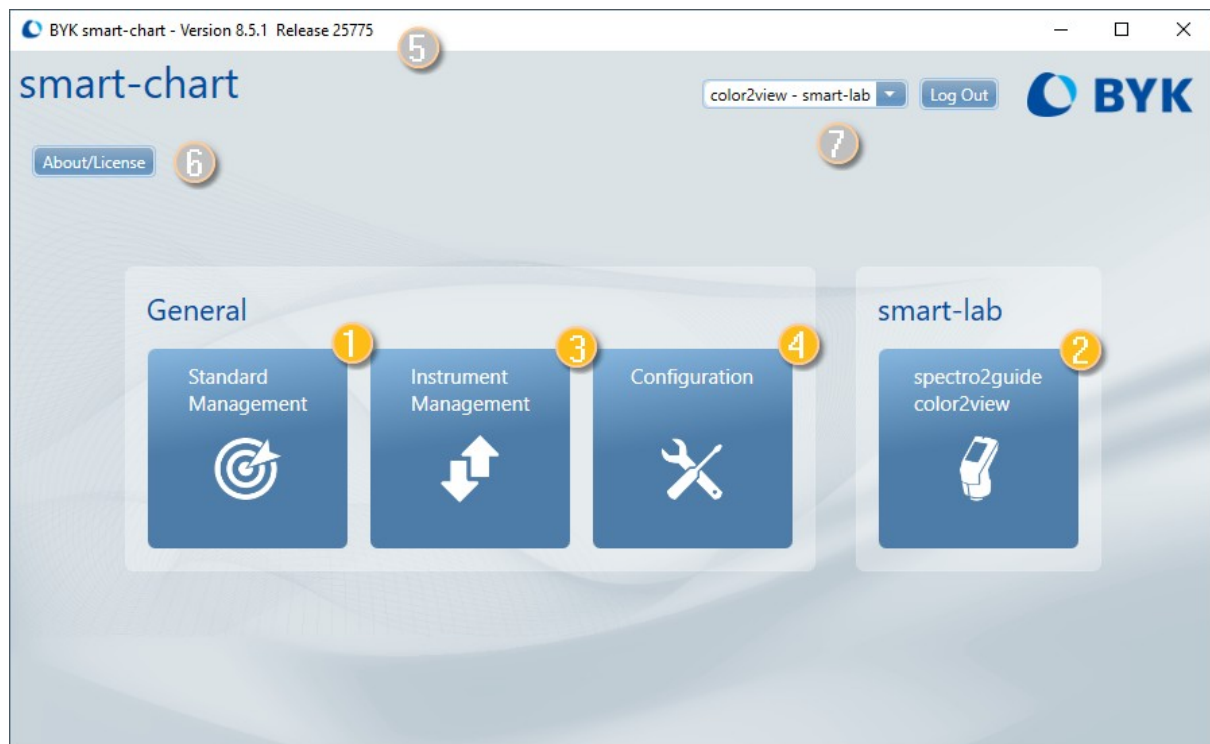 BYK smart-chart - Version 8.5.1 Release 25775
5
smart-chart
color2view - smart-lab
Log Out
BYK
7
About/License
6
General
smart-lab
1
3
4
2
Standard
Management
Instrument
Management
Configuration
spectro2guide
color2view